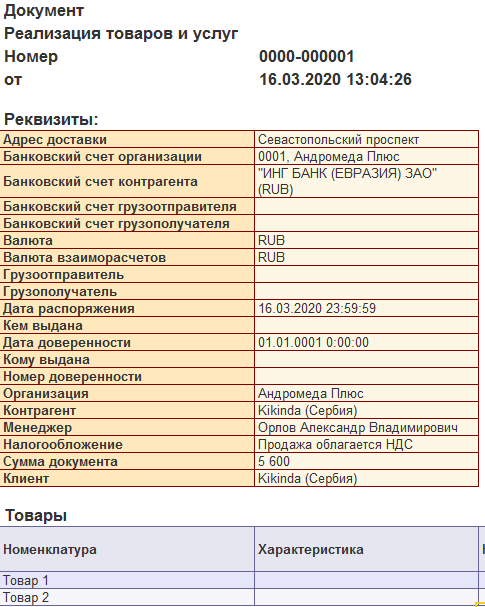 Документ
Реализация товаров и услуг
Номер 0000-000001
от 16.03.2020 13:04:26
Реквизиты:
Адрес доставки Севастопольский проспект
Банковский счет организации 0001, Андромеда Плюс
Банковский счет контрагента "ИНГ БАНК (ЕВРАЗИЯ) ЗАО" (RUB)
Банковский счет грузоотправителя
Банковский счет грузополучателя
Валюта RUB
Валюта взаиморасчетов RUB
Грузоотправитель
Грузополучатель
Дата распоряжения 16.03.2020 23:59:59
Кем выдана
Дата доверенности 01.01.0001 0:00:00
Кому выдана
Номер доверенности
Организация Андромеда Плюс
Контрагент Kikinda (Сербия)
Менеджер Орлов Александр Владимирович
Налогообложение Продажа облагается НДС
Сумма документа 5 600
Клиент Kikinda (Сербия)
Товары
Номенклатура Характеристика
Товар 1
Товар 2